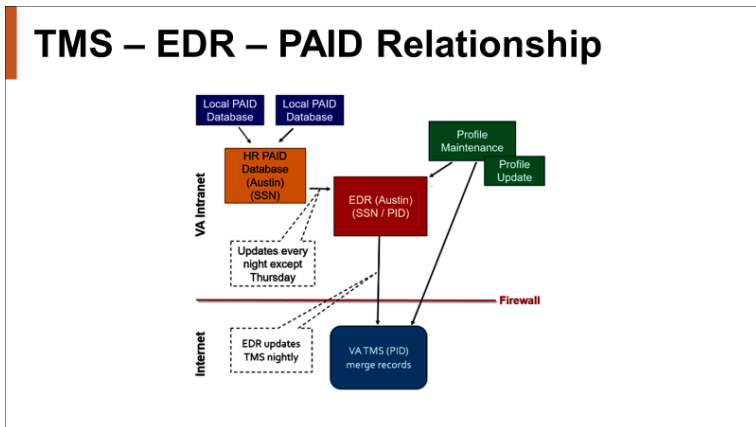 TMS – EDR – PAID Relationship
Local PAID
Database
Local PAID
Database
Profile
Maintenance
Profile
Update
HR PAID
Database
(Austin)
(SSN)
EDR (Austin)
(SSN / PID)
VA Intranet
Updates every
night except
Thursday
Firewall
Internet
EDR updates
TMS nightly
VA TMS (PID)
merge records